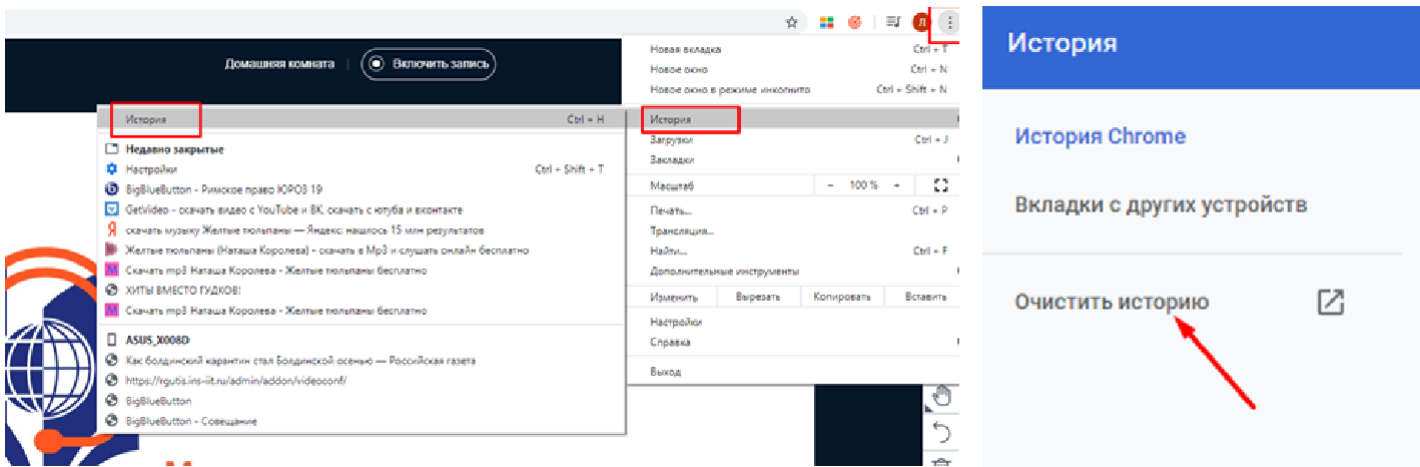 Л
Домашняя комната
Включить запись
Новая вкладка Ctrl + T
Новое окно Ctrl + N
Новое окно в режиме инкогнито Ctrl + Shift + N
История
Загрузки Ctrl + J
Закладки
Масштаб - 100 % +
Печать... Ctrl + P
Трансляция...
Найти... Ctrl + F
Дополнительные инструменты
Изменить Вырезать Копировать Вставить
Настройки
Справка
Выход
История Ctrl + H
Недавно закрытые
Настройки Ctrl + Shift + T
BigBlueButton - Римское право ЮРОЗ 19
GetVideo - скачать видео с YouTube и ВК, скачать с ютуба и вконтакте
скачать музыку Желтые тюльпаны — Яндекс: нашлось 15 млн результатов
Желтые тюльпаны (Наташа Королева) - скачать в Mp3 и слушать онлайн бесплатно
Скачать mp3 Наташа Королева - Желтые тюльпаны бесплатно
ХИТЫ ВМЕСТО ГУДКОВ!
Скачать mp3 Наташа Королева - Желтые тюльпаны бесплатно
ASUS_X008D
Как болдинский карантин стал Болдинской осенью — Российская газета
https://rgutis.ins-iit.ru/admin/addon/videoconf/
BigBlueButton
BigBlueButton - Совещание
История
История Chrome
Вкладки с других устройств
Очистить историю